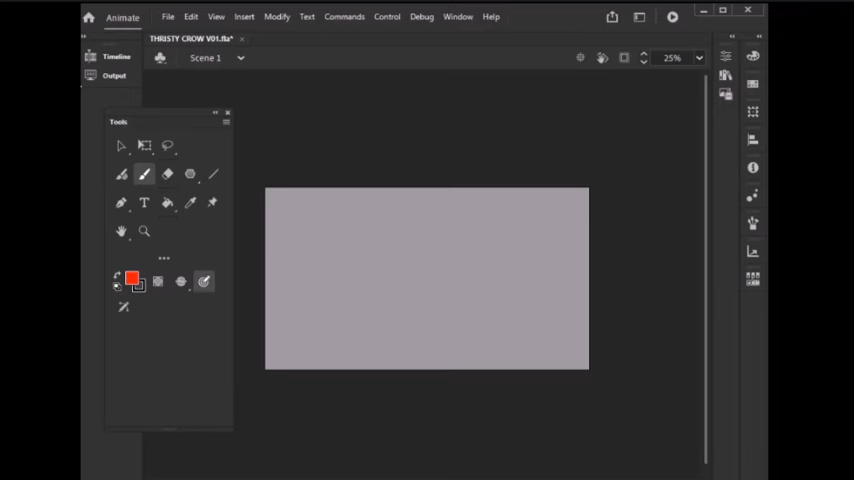 Animate File Edit View Insert Modify Text Commands Control Debug Window Help
THRISTY CROW V01.fla*
Timeline
Scene 1 25%
Output
Tools